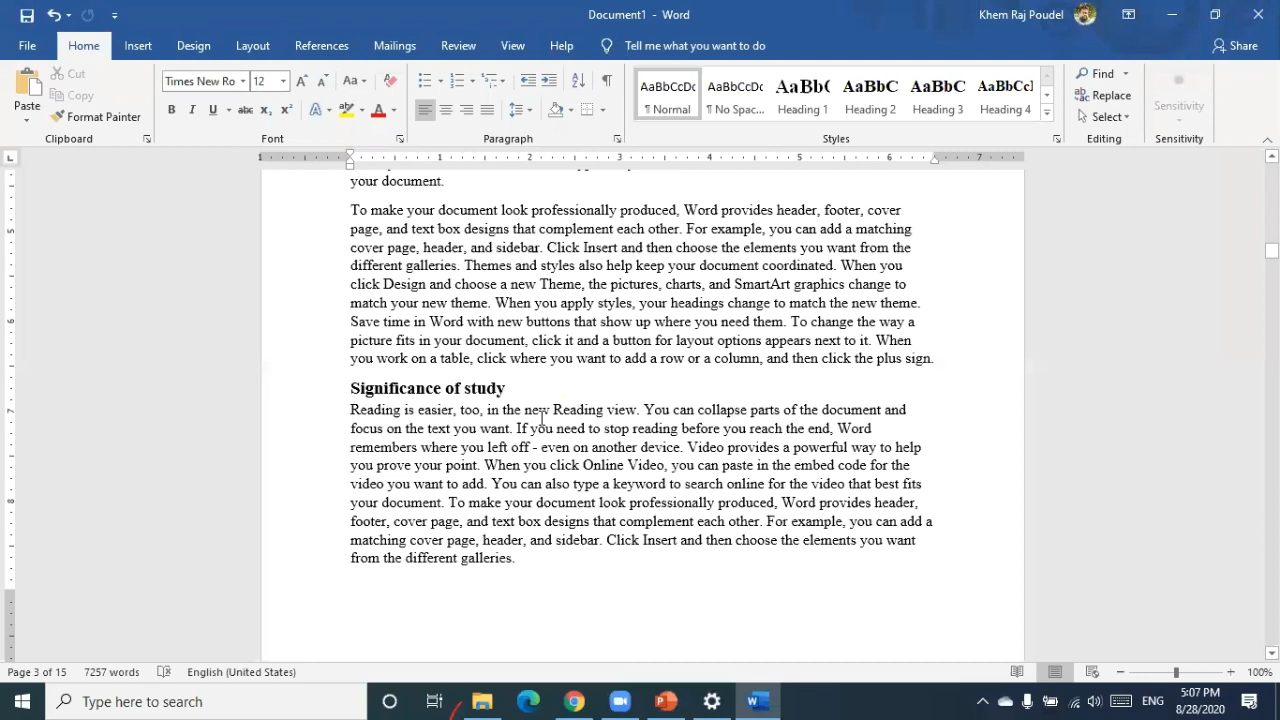 Document1 - Word
Khem Raj Poudel
File Home Insert Design Layout References Mailings Review View Help Tell me what you want to do Share
Paste
Cut
Copy
Format Painter
Clipboard
Times New Ro 12
Font
Paragraph
AaBbCcDc AaBbCcDc AaBb( AaBbC AaBbC AaBbCcl
¶ Normal ¶ No Spac... Heading 1 Heading 2 Heading 3 Heading 4
Styles
Find
Replace
Select
Editing
Sensitivity
Sensitivity
1 1 2 3 4 5 6 7
your document.
To make your document look professionally produced, Word provides header, footer, cover
page, and text box designs that complement each other. For example, you can add a matching
cover page, header, and sidebar. Click Insert and then choose the elements you want from the
different galleries. Themes and styles also help keep your document coordinated. When you
click Design and choose a new Theme, the pictures, charts, and SmartArt graphics change to
match your new theme. When you apply styles, your headings change to match the new theme.
Save time in Word with new buttons that show up where you need them. To change the way a
picture fits in your document, click it and a button for layout options appears next to it. When
you work on a table, click where you want to add a row or a column, and then click the plus sign.
Significance of study
Reading is easier, too, in the new Reading view. You can collapse parts of the document and
focus on the text you want. If you need to stop reading before you reach the end, Word
remembers where you left off - even on another device. Video provides a powerful way to help
you prove your point. When you click Online Video, you can paste in the embed code for the
video you want to add. You can also type a keyword to search online for the video that best fits
your document. To make your document look professionally produced, Word provides header,
footer, cover page, and text box designs that complement each other. For example, you can add a
matching cover page, header, and sidebar. Click Insert and then choose the elements you want
from the different galleries.
Page 3 of 15 7257 words English (United States) 100%
Type here to search
ENG
5:07 PM
8/28/2020